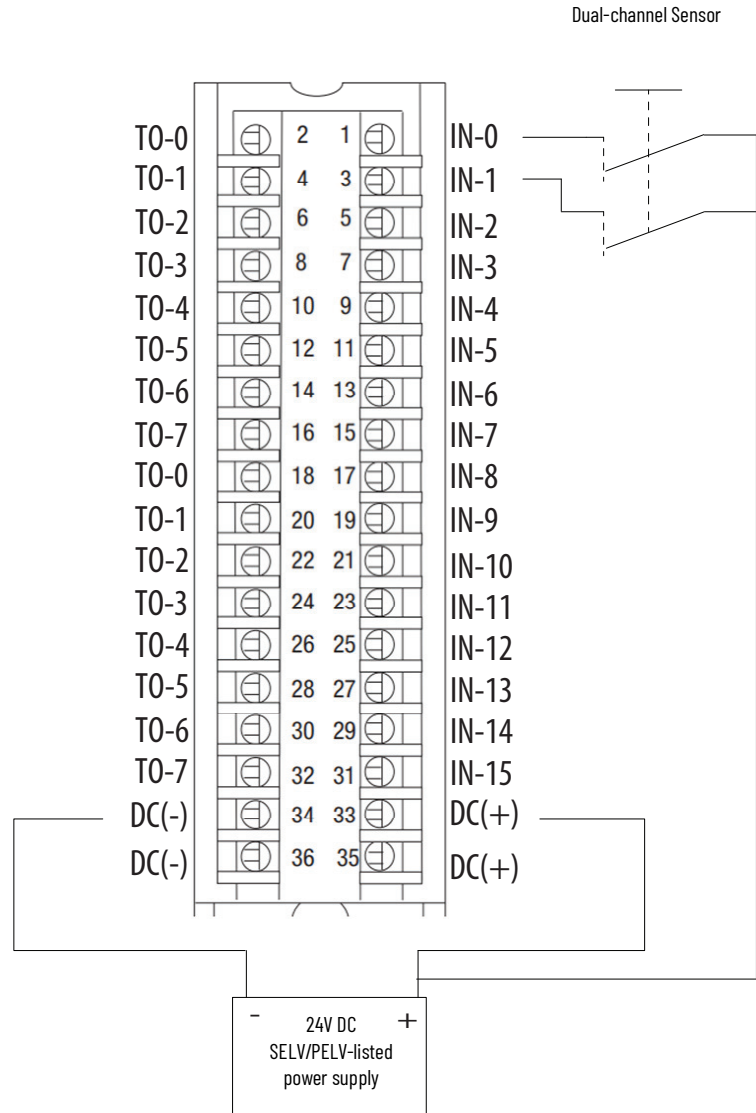 Dual-channel Sensor
TO-0 2 1 IN-0
TO-1 4 3 IN-1
TO-2 6 5 IN-2
TO-3 8 7 IN-3
TO-4 10 9 IN-4
TO-5 12 11 IN-5
TO-6 14 13 IN-6
TO-7 16 15 IN-7
TO-0 18 17 IN-8
TO-1 20 19 IN-9
TO-2 22 21 IN-10
TO-3 24 23 IN-11
TO-4 26 25 IN-12
TO-5 28 27 IN-13
TO-6 30 29 IN-14
TO-7 32 31 IN-15
DC(-) 34 33 DC(+)
DC(-) 36 35 DC(+)
- +
24V DC
SELV/PELV-listed
power supply